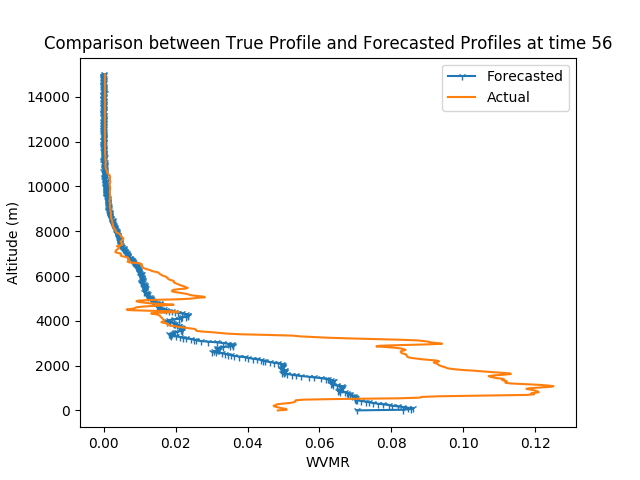 Comparison between True Profile and Forecasted Profiles at time 56
Forecasted
Actual
14000
12000
10000
8000
6000
4000
2000
0
Altitude (m)
0.00 0.02 0.04 0.06 0.08 0.10 0.12
WVMR